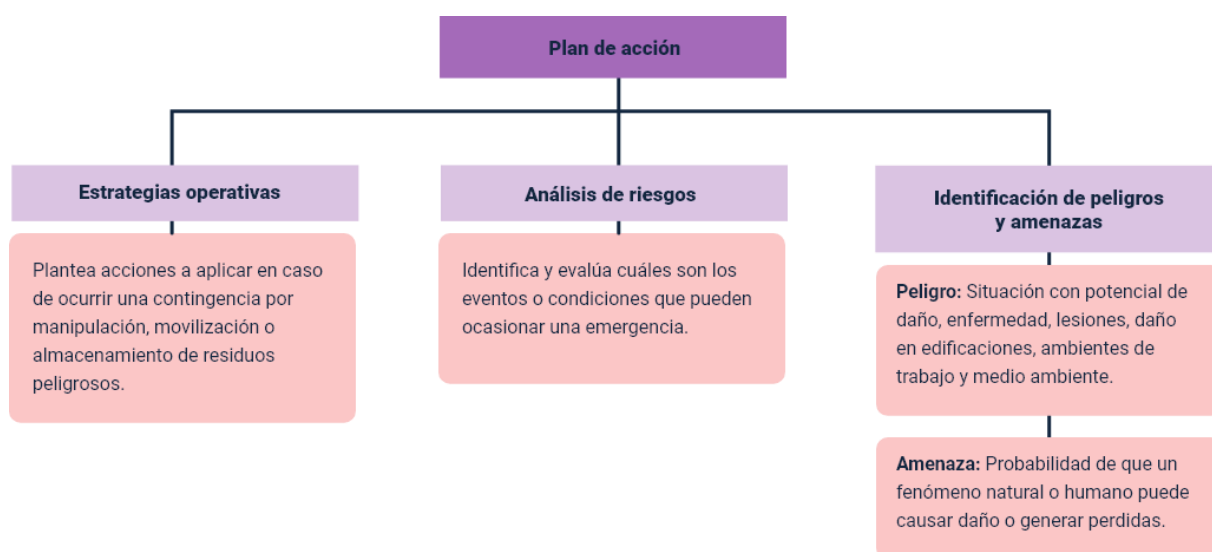 Plan de acción
Estrategias operativas
Plantea acciones a aplicar en caso
de ocurrir una contingencia por
manipulación, movilización o
almacenamiento de residuos
peligrosos.
Análisis de riesgos
Identifica y evalúa cuáles son los
eventos o condiciones que pueden
ocasionar una emergencia.
Identificación de peligros
y amenazas
Peligro: Situación con potencial de
daño, enfermedad, lesiones, daño
en edificaciones, ambientes de
trabajo y medio ambiente.
Amenaza: Probabilidad de que un
fenómeno natural o humano puede
causar daño o generar perdidas.